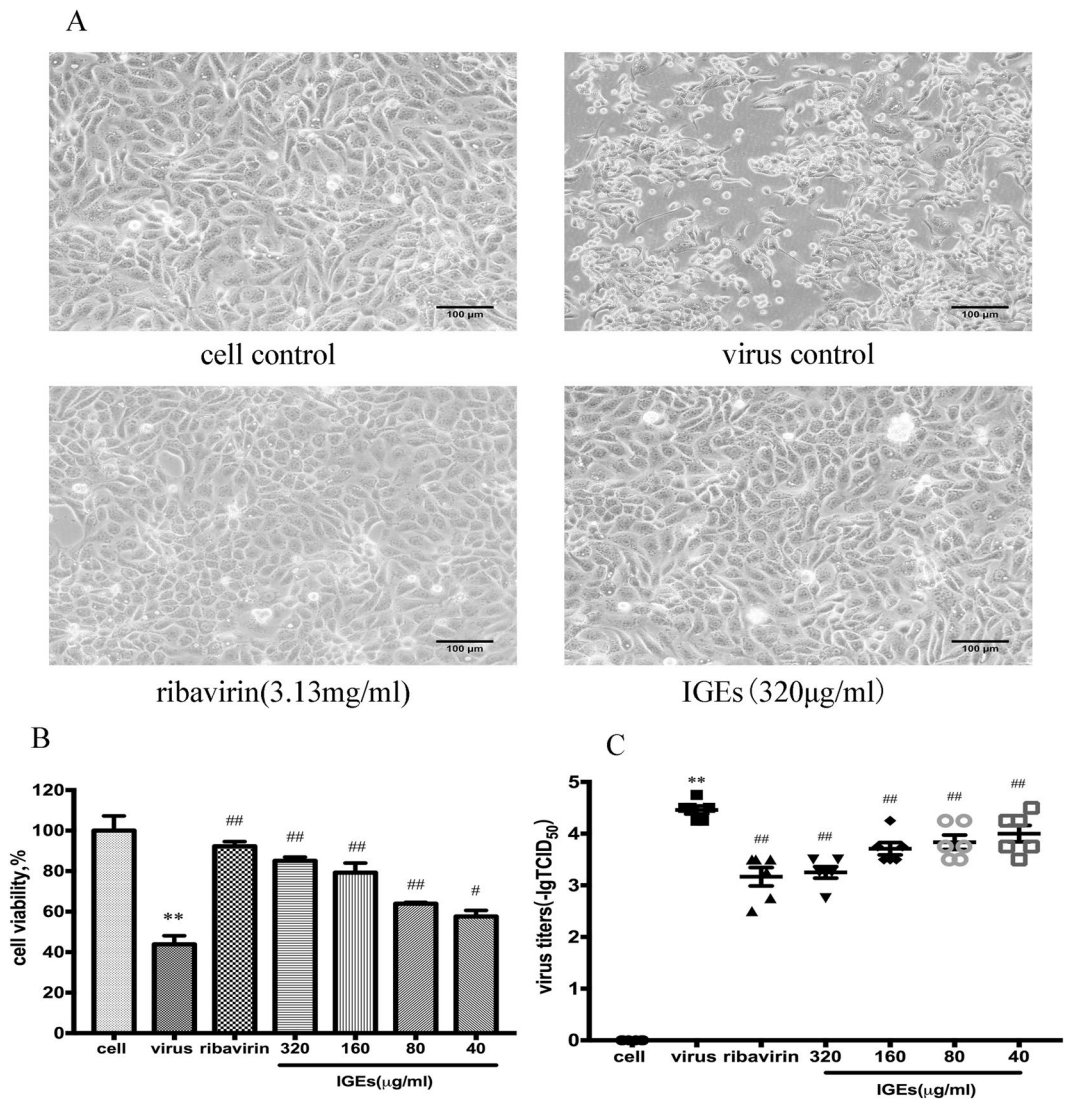 A
100 µm
100 µm
cell control
virus control
100 µm
100 µm
ribavirin(3.13mg/ml)
IGEs（320μg/ml）
B
cell viability,%
120
100
80
60
40
20
0
**
##
##
##
##
#
cell virus ribavirin 320 160 80 40
IGEs(μg/ml)
C
virus titers(-lgTCID50)
5
4
3
2
1
0
**
##
##
##
##
##
cell virus ribavirin 320 160 80 40
IGEs(μg/ml)